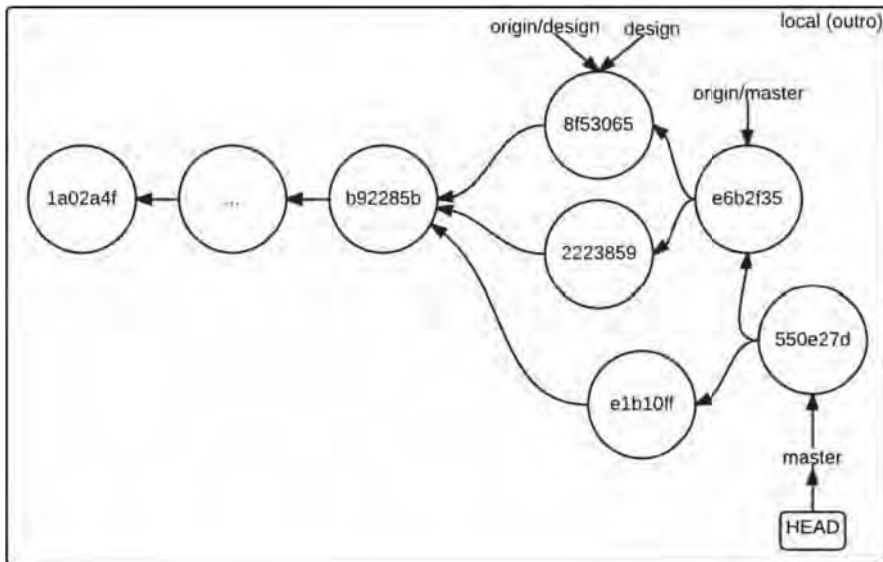 local (outro)
origin/design
design
origin/master
8f53065
1a02a4f
...
b92285b
e6b2f35
2223859
550e27d
e1b10ff
master
HEAD